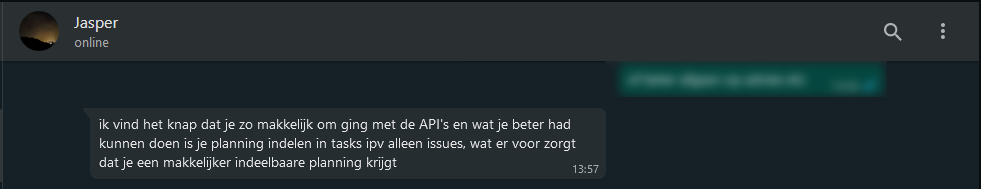 Jasper
online
ik vind het knap dat je zo makkelijk om ging met de API's en wat je beter had
kunnen doen is je planning indelen in tasks ipv alleen issues, wat er voor zorgt
dat je een makkelijker indeelbare planning krijgt
13:57